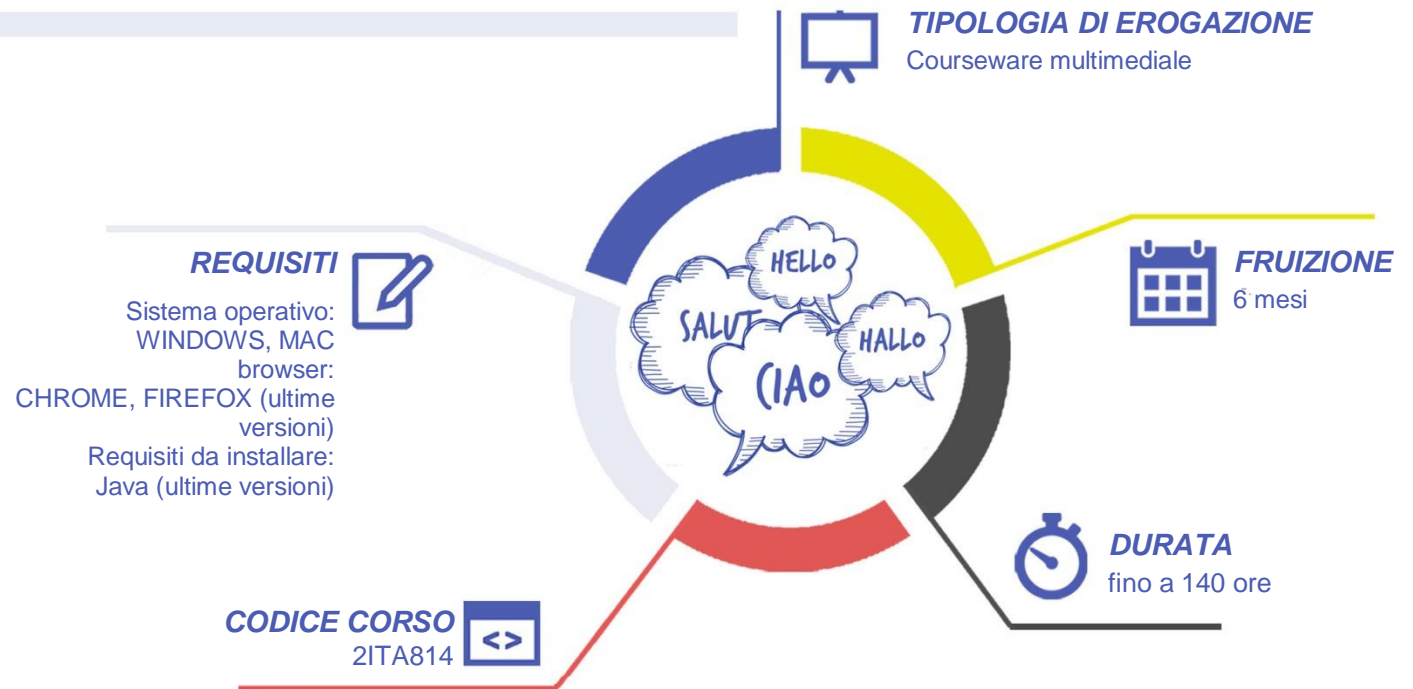 TIPOLOGIA DI EROGAZIONE
Courseware multimediale
REQUISITI
Sistema operativo:
WINDOWS, MAC
browser:
CHROME, FIREFOX (ultime
versioni)
Requisiti da installare:
Java (ultime versioni)
HELLO
SALUT
HALLO
CIAO
FRUIZIONE
6 mesi
DURATA
fino a 140 ore
CODICE CORSO
<>
2ITA814